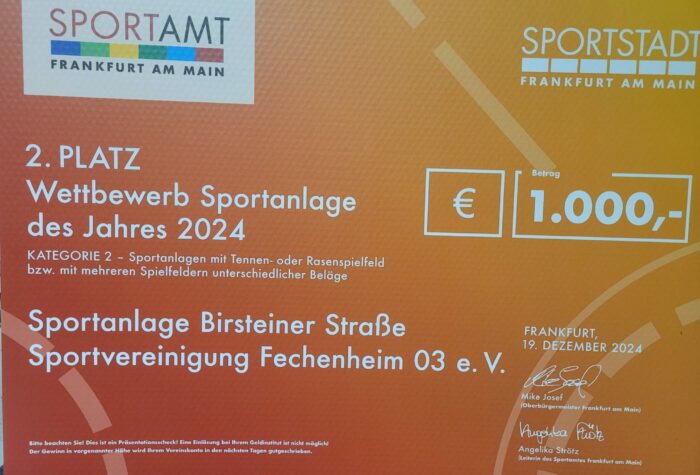 SPORTAMT
FRANKFURT AM MAIN
SPORTSTADT
FRANKFURT AM MAIN
2. PLATZ
Wettbewerb Sportanlage
des Jahres 2024
KATEGORIE 2 – Sportanlagen mit Tennen- oder Rasenspielfeld
bzw. mit mehreren Spielfeldern unterschiedlicher Beläge
€
Betrag
1.000,-
Sportanlage Birsteiner Straße
Sportvereinigung Fechenheim 03 e. V.
FRANKFURT,
19. DEZEMBER 2024
Mike Josef
(Oberbürgermeister Frankfurt am Main)
Angelika Strötz
Angelika Strötz
(Leiterin des Sportamtes Frankfurt am Main)
Bitte beachten Sie! Dies ist ein Präsentationsscheck! Eine Einlösung bei Ihrem Geldinstitut ist nicht möglich!
Der Gewinn in vorgenannter Höhe wird Ihrem Vereinskonto in den nächsten Tagen gutgeschrieben.